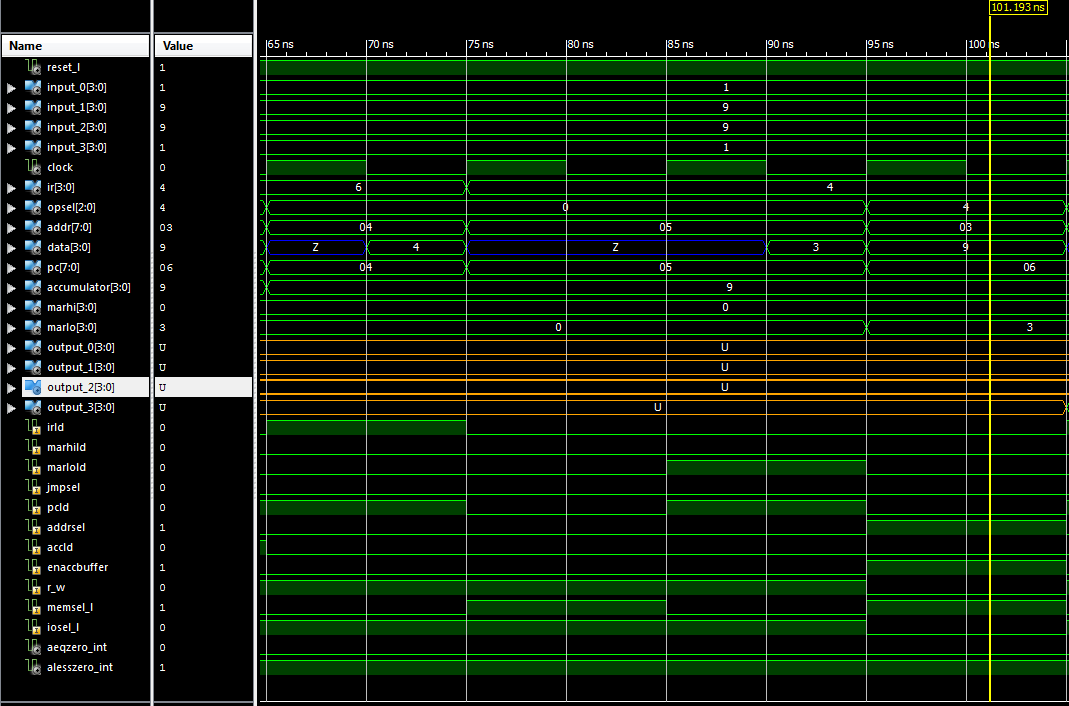 101.193 ns
Name Value 65 ns 70 ns 75 ns 80 ns 85 ns 90 ns 95 ns 100 ns
reset_l 1
input_0[3:0] 1 1
input_1[3:0] 9 9
input_2[3:0] 9 9
input_3[3:0] 1 1
clock 0
ir[3:0] 4 6 4
opsel[2:0] 4 0 4
addr[7:0] 03 04 05 03
data[3:0] 9 Z 4 Z 3 9
pc[7:0] 06 04 05 06
accumulator[3:0] 9 9
marhi[3:0] 0 0
marlo[3:0] 3 0 3
output_0[3:0] U U
output_1[3:0] U U
output_2[3:0] U U
output_3[3:0] U U
irld 0
marhild 0
marlold 0
jmpsel 0
pcld 0
addrsel 1
accld 0
enaccbuffer 1
r_w 0
memsel_l 1
iosel_l 0
aeqzero_int 0
alesszero_int 1